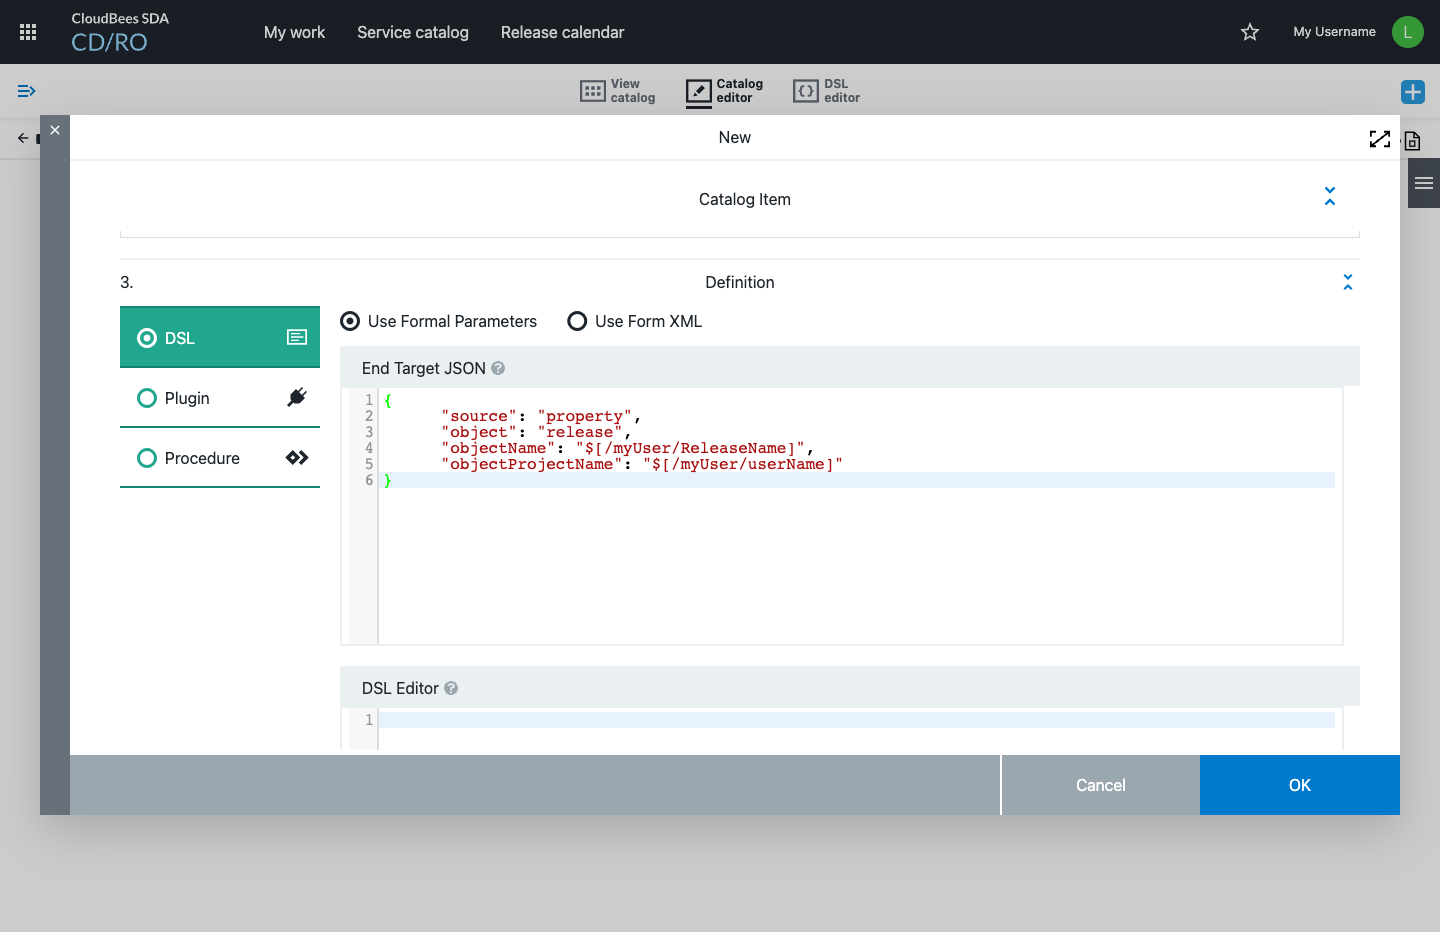 CloudBees SDA
CD/RO
My work
Service catalog
Release calendar
My Username
L
View catalog
Catalog editor
DSL editor
New
Catalog Item
3.
Definition
DSL
Plugin
Procedure
Use Formal Parameters
Use Form XML
End Target JSON ?
1 {
2 "source": "property",
3 "object": "release",
4 "objectName": "$[/myUser/ReleaseName]",
5 "objectProjectName": "$[/myUser/userName]"
6 }
DSL Editor ?
1
Cancel
OK